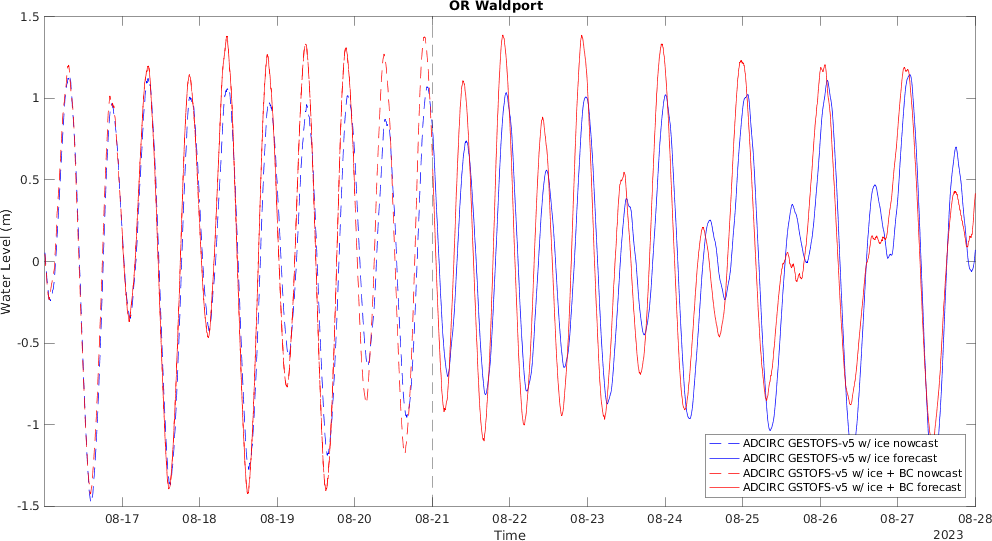 OR Waldport
1.5
1
0.5
0
-0.5
-1
-1.5
Water Level (m)
08-17 08-18 08-19 08-20 08-21 08-22 08-23 08-24 08-25 08-26 08-27 08-28
Time
2023
ADCIRC GESTOFS-v5 w/ ice nowcast
ADCIRC GESTOFS-v5 w/ ice forecast
ADCIRC GSTOFS-v5 w/ ice + BC nowcast
ADCIRC GSTOFS-v5 w/ ice + BC forecast